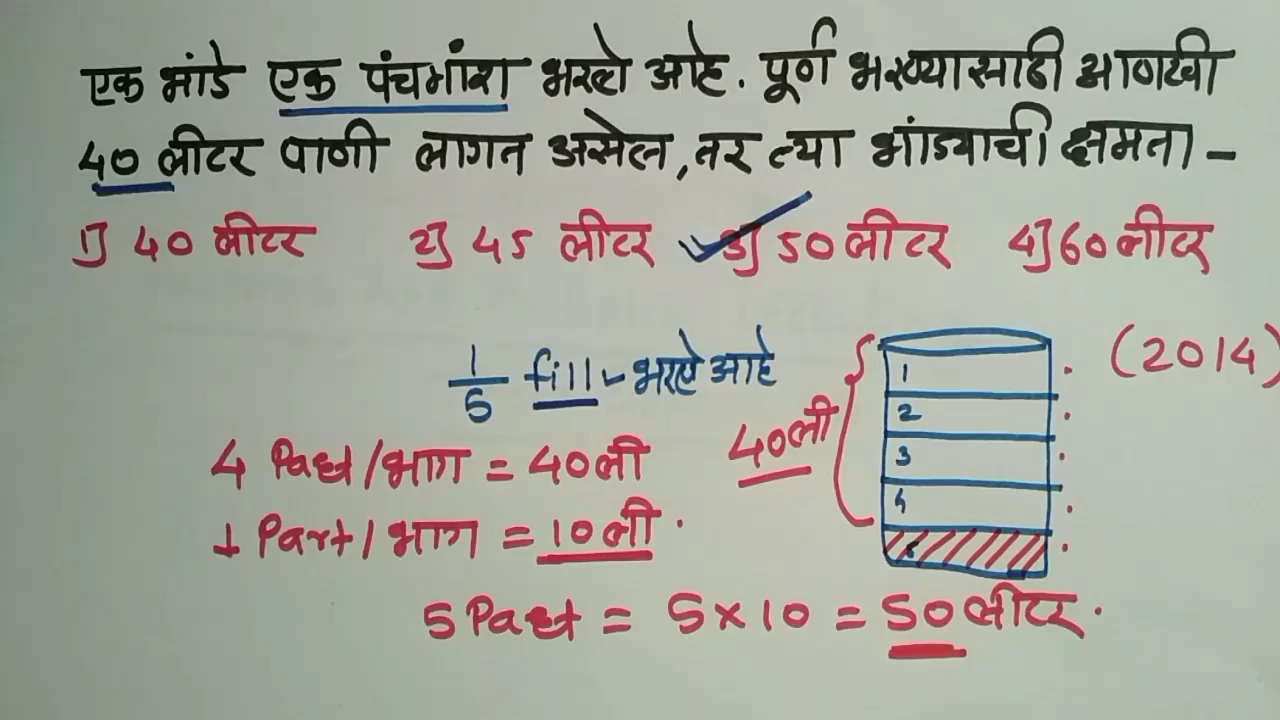 एक भांडे एक पंचमांश भरले आहे. पूर्ण भरण्यासाठी आणखी
40 लीटर पाणी लागत असेल, तर त्या भांड्याची क्षमता –
1] 40 लीटर 2] 45 लीटर 3] 50 लीटर 4] 60 लीटर
1/5 fill - भरले आहे
(2014)
4 Part/भाग = 40ली
1 Part/भाग = 10ली.
40ली
1
2
3
4
5
5 Part = 5×10 = 50 लीटर.